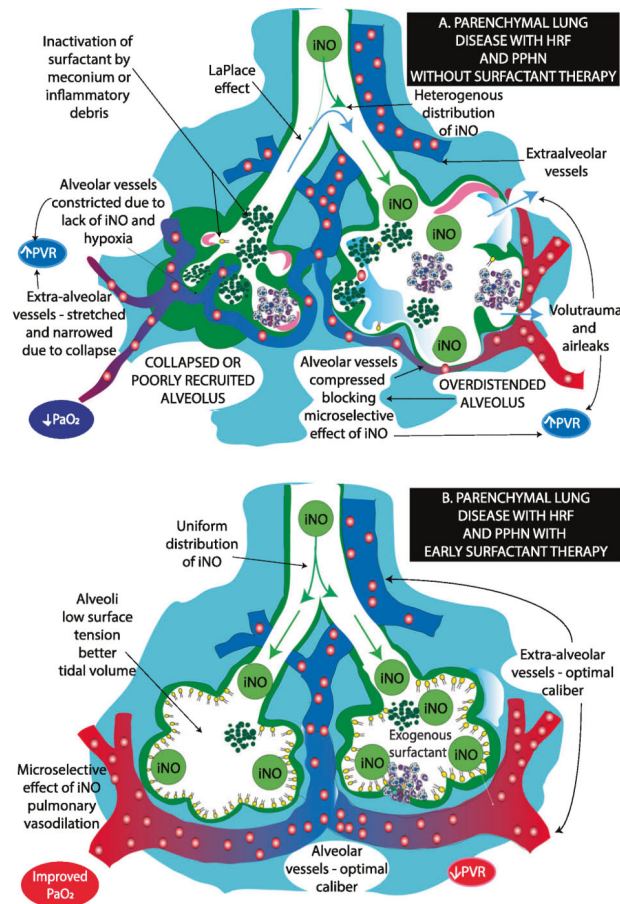 iNO
A. PARENCHYMAL LUNG
DISEASE WITH HRF
AND PPHN
WITHOUT SURFACTANT THERAPY
Inactivation of
surfactant by
meconium or
inflammatory
debris
LaPlace
effect
Heterogenous
distribution
of iNO
Extraalveolar
vessels
Alveolar vessels
constricted due to
lack of iNO and
hypoxia
↑PVR
Extra-alveolar
vessels - stretched
and narrowed
due to collapse
↓PaO₂
COLLAPSED OR
POORLY RECRUITED
ALVEOLUS
iNO
iNO
iNO
Volutrauma
and
airleaks
Alveolar vessels
compressed
blocking
microselective
effect of iNO
OVERDISTENDED
ALVEOLUS
↑PVR
B. PARENCHYMAL LUNG
DISEASE WITH HRF
AND PPHN WITH
EARLY SURFACTANT THERAPY
iNO
Uniform
distribution
of iNO
Alveoli
low surface
tension
better
tidal volume
Extra-alveolar
vessels - optimal
caliber
iNO
iNO
iNO
iNO
iNO
iNO
iNO
Exogenous
surfactant
Microselective
effect of iNO
pulmonary
vasodilation
Improved
PaO₂
Alveolar
vessels - optimal
caliber
↓PVR